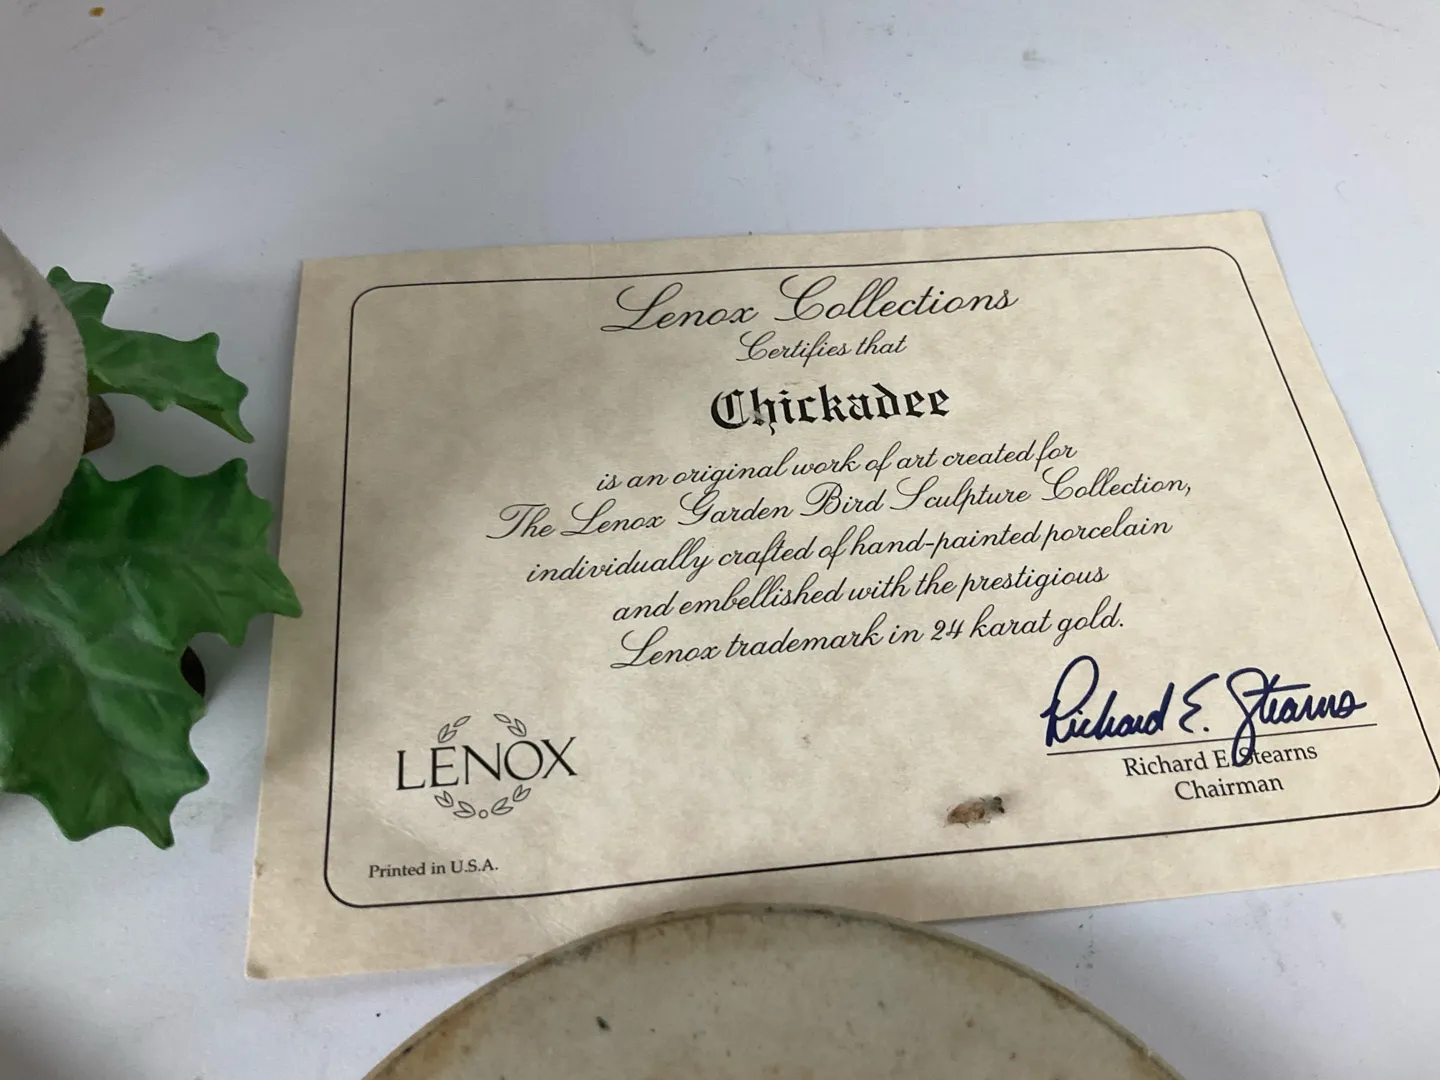 Lenox Collections
Certifies that
Chickadee
is an original work of art created for
The Lenox Garden Bird Sculpture Collection,
individually crafted of hand-painted porcelain
and embellished with the prestigious
Lenox trademark in 24 karat gold.
Richard E. Stearns
Richard E. Stearns
Chairman
LENOX
Printed in U.S.A.